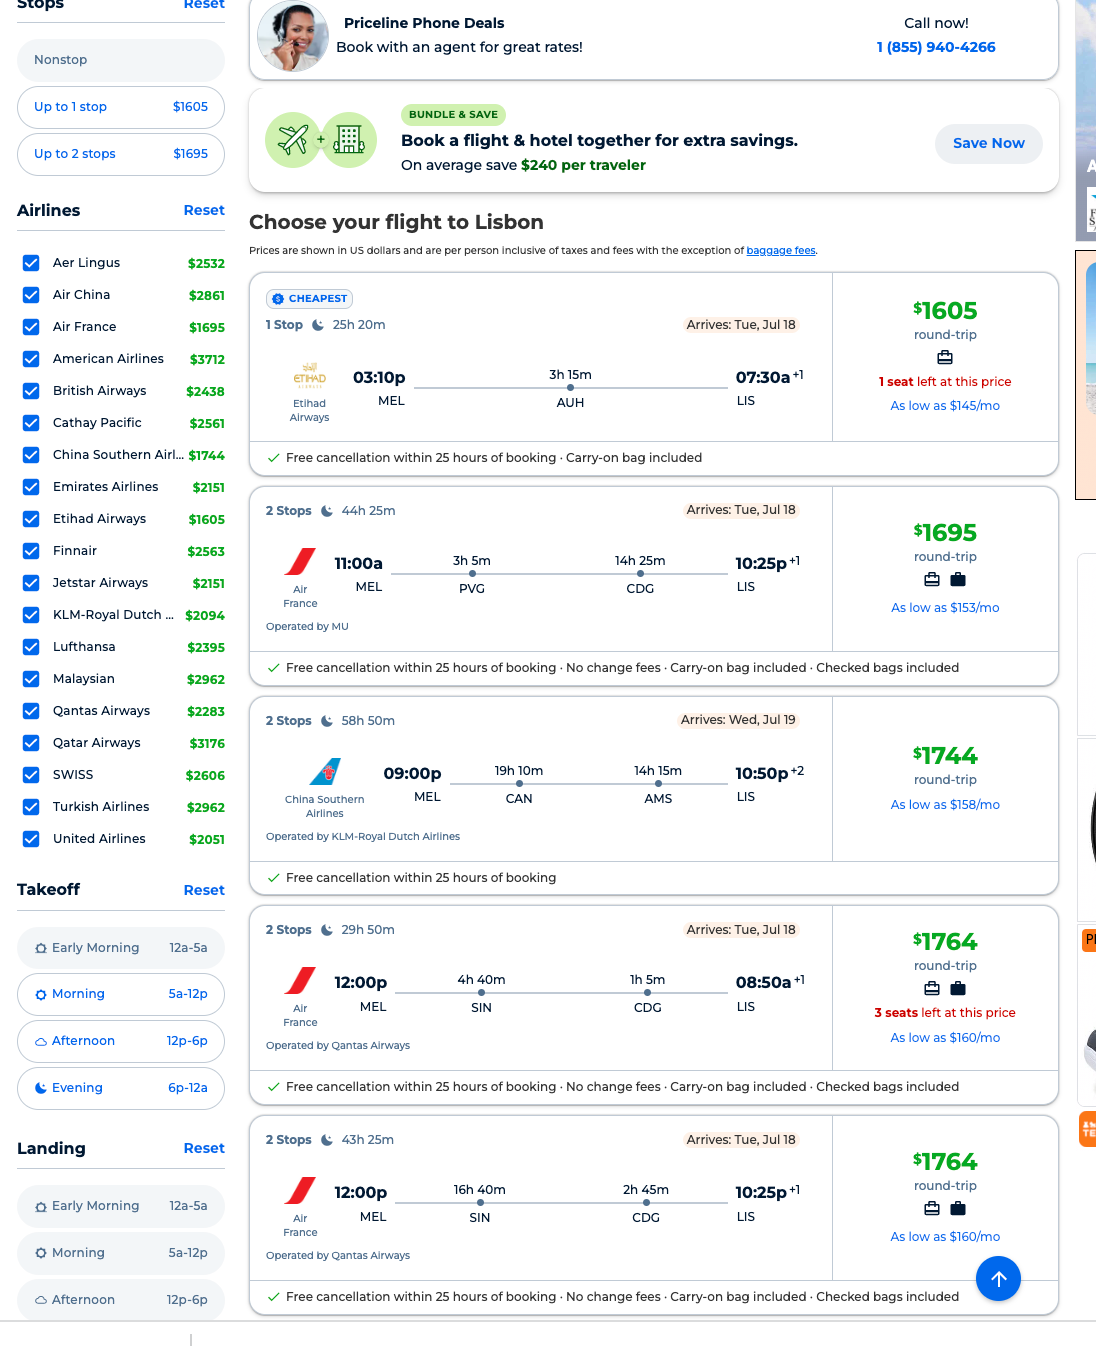 Stops Reset
Nonstop
Up to 1 stop $1605
Up to 2 stops $1695
Airlines Reset
Aer Lingus $2532
Air China $2861
Air France $1695
American Airlines $3712
British Airways $2438
Cathay Pacific $2561
China Southern Airl... $1744
Emirates Airlines $2151
Etihad Airways $1605
Finnair $2563
Jetstar Airways $2151
KLM-Royal Dutch ... $2094
Lufthansa $2395
Malaysian $2962
Qantas Airways $2283
Qatar Airways $3176
SWISS $2606
Turkish Airlines $2962
United Airlines $2051
Takeoff Reset
Early Morning 12a-5a
Morning 5a-12p
Afternoon 12p-6p
Evening 6p-12a
Landing Reset
Early Morning 12a-5a
Morning 5a-12p
Afternoon 12p-6p
Priceline Phone Deals
Book with an agent for great rates!
Call now!
1 (855) 940-4266
BUNDLE & SAVE
Book a flight & hotel together for extra savings.
On average save $240 per traveler
Save Now
Choose your flight to Lisbon
Prices are shown in US dollars and are per person inclusive of taxes and fees with the exception of baggage fees.
CHEAPEST
1 Stop 25h 20m Arrives: Tue, Jul 18
ETIHAD
AIRWAYS
Etihad
Airways
03:10p 3h 15m 07:30a +1
MEL AUH LIS
$1605
round-trip
1 seat left at this price
As low as $145/mo
Free cancellation within 25 hours of booking · Carry-on bag included
2 Stops 44h 25m Arrives: Tue, Jul 18
Air
France
11:00a 3h 5m 14h 25m 10:25p +1
MEL PVG CDG LIS
Operated by MU
$1695
round-trip
As low as $153/mo
Free cancellation within 25 hours of booking · No change fees · Carry-on bag included · Checked bags included
2 Stops 58h 50m Arrives: Wed, Jul 19
China Southern
Airlines
09:00p 19h 10m 14h 15m 10:50p +2
MEL CAN AMS LIS
Operated by KLM-Royal Dutch Airlines
$1744
round-trip
As low as $158/mo
Free cancellation within 25 hours of booking
2 Stops 29h 50m Arrives: Tue, Jul 18
Air
France
12:00p 4h 40m 1h 5m 08:50a +1
MEL SIN CDG LIS
Operated by Qantas Airways
$1764
round-trip
3 seats left at this price
As low as $160/mo
Free cancellation within 25 hours of booking · No change fees · Carry-on bag included · Checked bags included
2 Stops 43h 25m Arrives: Tue, Jul 18
Air
France
12:00p 16h 40m 2h 45m 10:25p +1
MEL SIN CDG LIS
Operated by Qantas Airways
$1764
round-trip
As low as $160/mo
Free cancellation within 25 hours of booking · No change fees · Carry-on bag included · Checked bags included